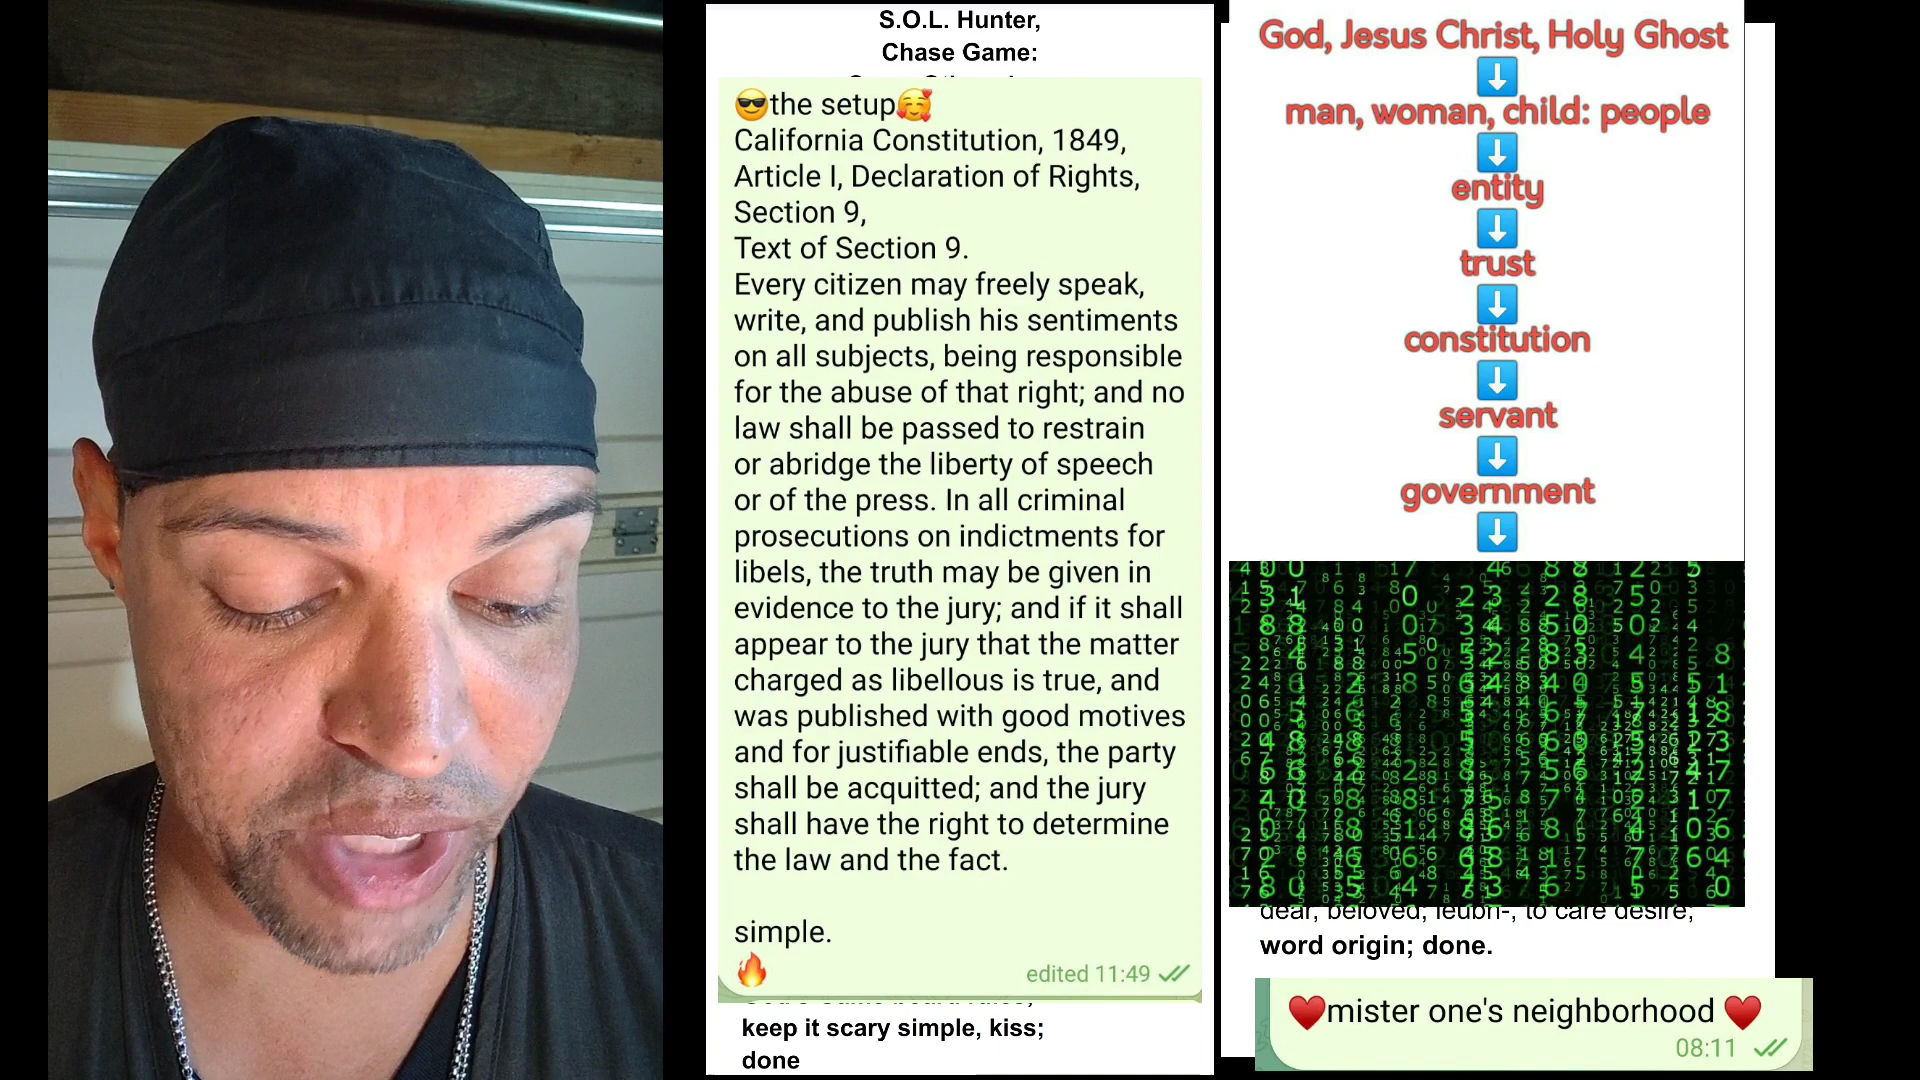 S.O.L. Hunter,
Chase Game:
😎the setup🥰
California Constitution, 1849,
Article I, Declaration of Rights,
Section 9,
Text of Section 9.
Every citizen may freely speak,
write, and publish his sentiments
on all subjects, being responsible
for the abuse of that right; and no
law shall be passed to restrain
or abridge the liberty of speech
or of the press. In all criminal
prosecutions on indictments for
libels, the truth may be given in
evidence to the jury; and if it shall
appear to the jury that the matter
charged as libellous is true, and
was published with good motives
and for justifiable ends, the party
shall be acquitted; and the jury
shall have the right to determine
the law and the fact.
simple.
🔥
edited 11:49
keep it scary simple, kiss;
done
God, Jesus Christ, Holy Ghost
⬇️
man, woman, child: people
⬇️
entity
⬇️
trust
⬇️
constitution
⬇️
servant
⬇️
government
⬇️
dear, beloved; leubh-, to care desire;
word origin; done.
❤️mister one's neighborhood ❤️
08:11